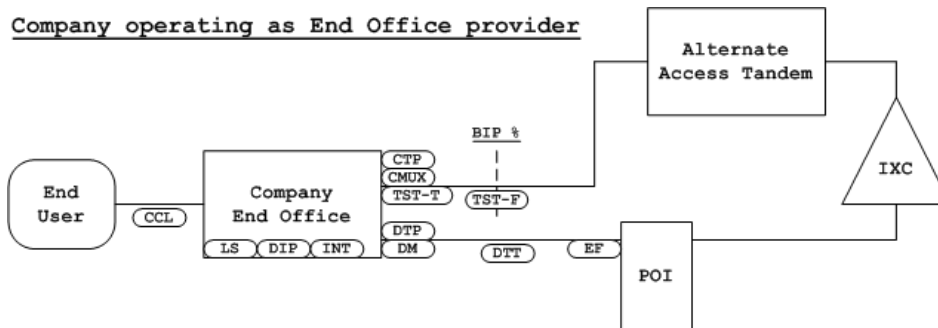 Company operating as End Office provider
Alternate
Access Tandem
BIP %
IXC
CTP
CMUX
TST-T
TST-F
End
User
CCL
Company
End Office
LS
DIP
INT
DTP
DM
DTT
EF
POI